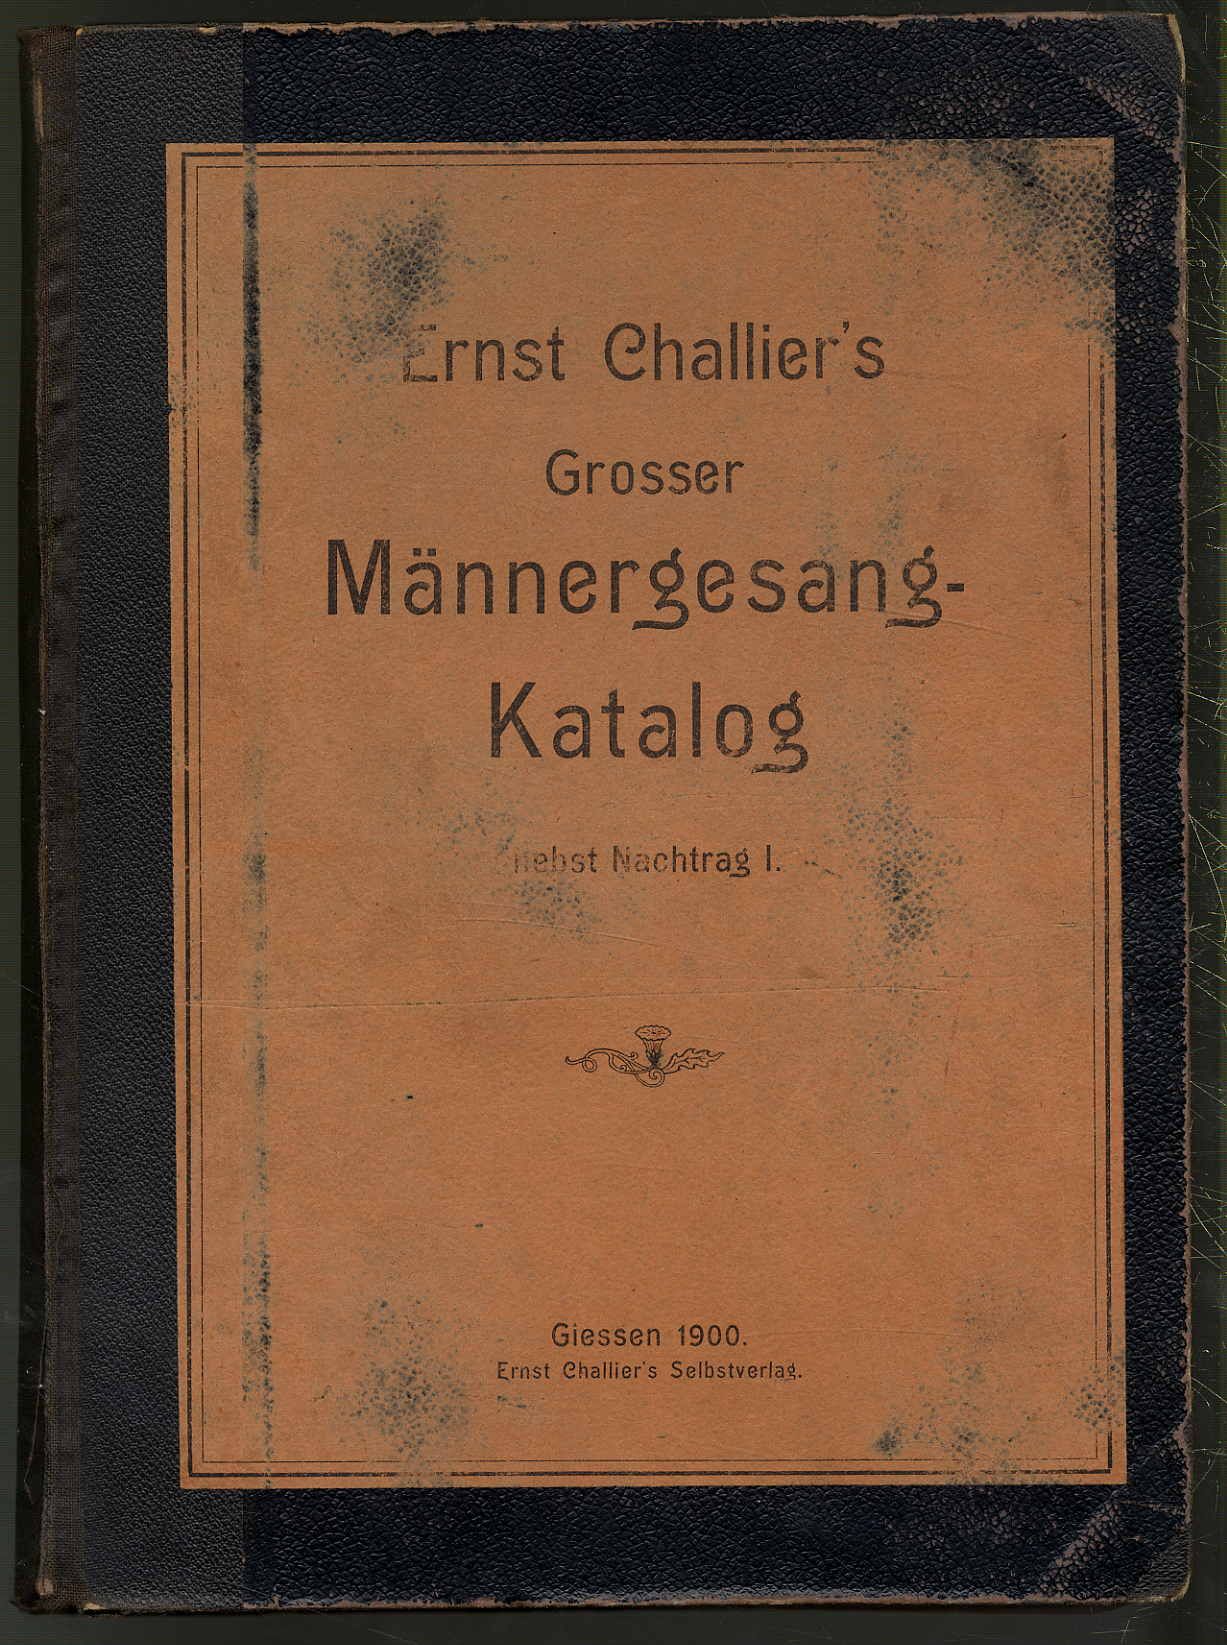 Ernst Challier's
Grosser
Männergesang-
Katalog
nebst Nachtrag I.
Giessen 1900.
Ernst Challier's Selbstverlag.